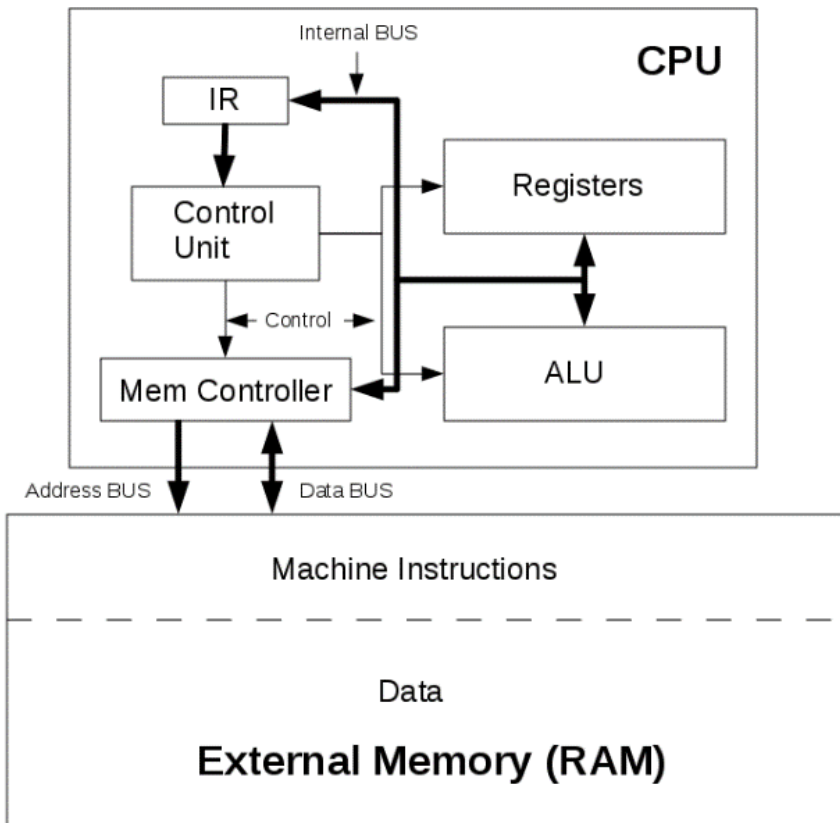 Internal BUS
CPU
IR
Registers
Control
Unit
Control
ALU
Mem Controller
Address BUS
Data BUS
Machine Instructions
Data
External Memory (RAM)